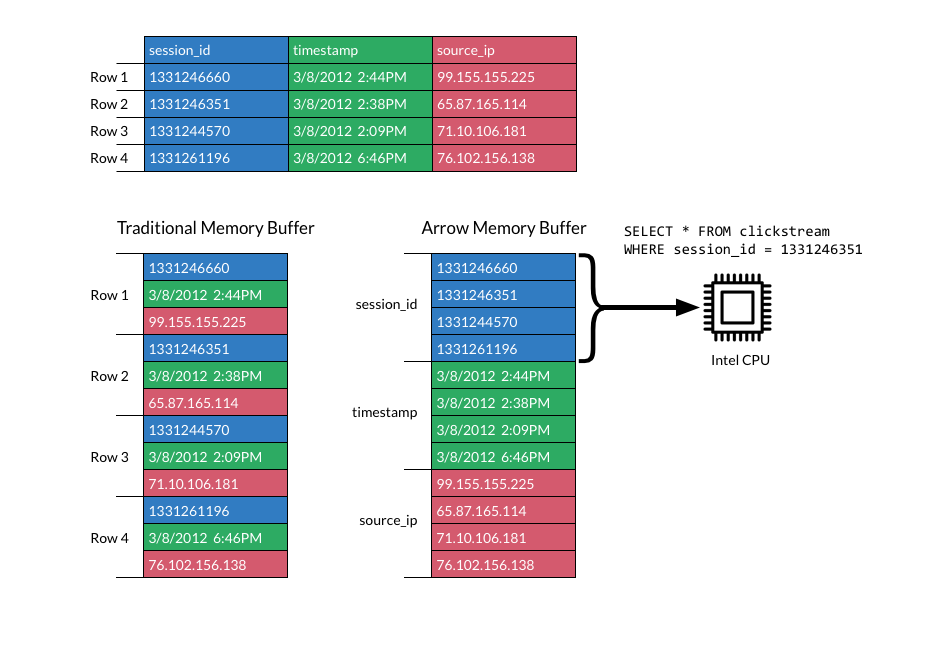 session_id timestamp source_ip
Row 1 1331246660 3/8/2012 2:44PM 99.155.155.225
Row 2 1331246351 3/8/2012 2:38PM 65.87.165.114
Row 3 1331244570 3/8/2012 2:09PM 71.10.106.181
Row 4 1331261196 3/8/2012 6:46PM 76.102.156.138
Traditional Memory Buffer
Row 1
1331246660
3/8/2012 2:44PM
99.155.155.225
Row 2
1331246351
3/8/2012 2:38PM
65.87.165.114
Row 3
1331244570
3/8/2012 2:09PM
71.10.106.181
Row 4
1331261196
3/8/2012 6:46PM
76.102.156.138
Arrow Memory Buffer
session_id
1331246660
1331246351
1331244570
1331261196
timestamp
3/8/2012 2:44PM
3/8/2012 2:38PM
3/8/2012 2:09PM
3/8/2012 6:46PM
source_ip
99.155.155.225
65.87.165.114
71.10.106.181
76.102.156.138
SELECT * FROM clickstream
WHERE session_id = 1331246351
Intel CPU